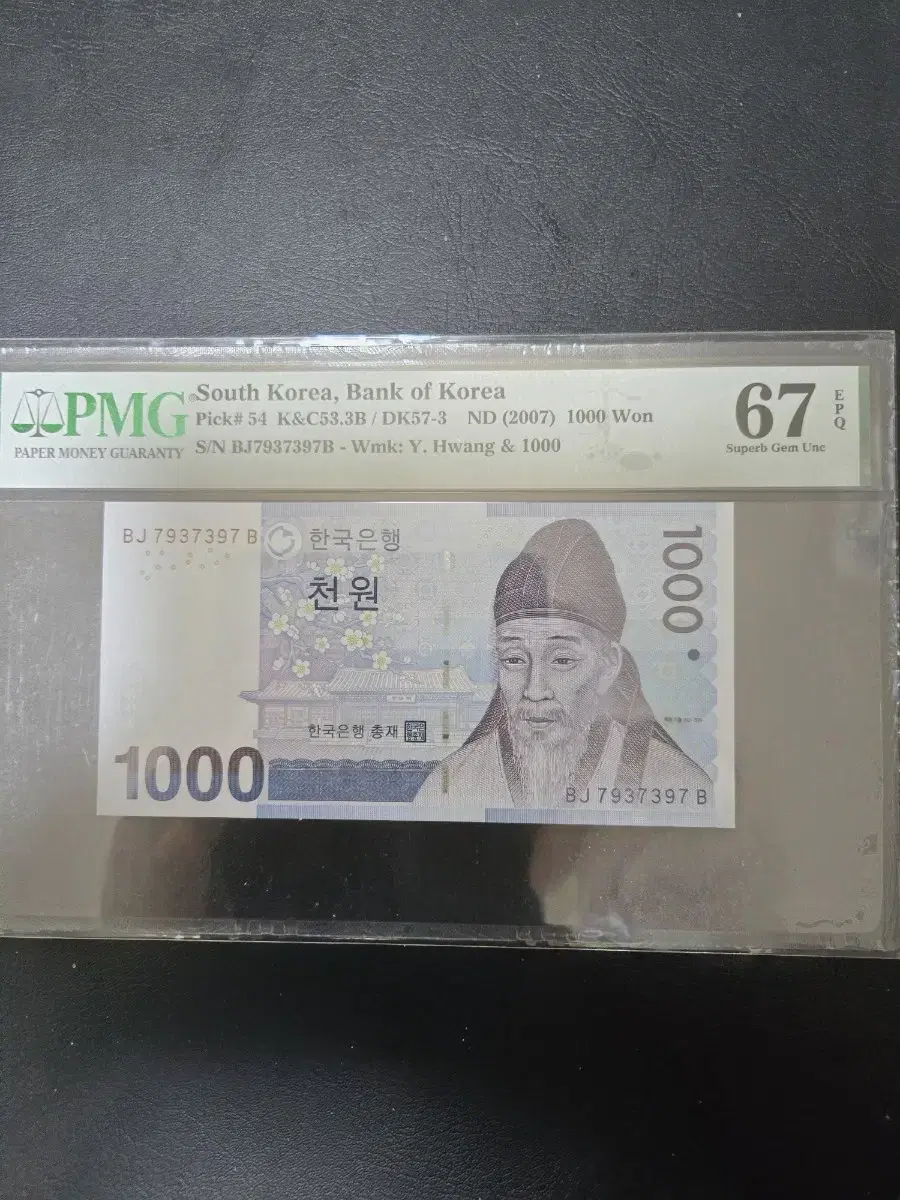 PMG
PAPER MONEY GUARANTY
South Korea, Bank of Korea
Pick# 54 K&C53.3B / DK57-3 ND (2007) 1000 Won
S/N BJ7937397B - Wmk: Y. Hwang & 1000
67
EPQ
Superb Gem Unc
BJ 7937397 B
한국은행
천원
1000
한국은행 총재
1000
BJ 7937397 B